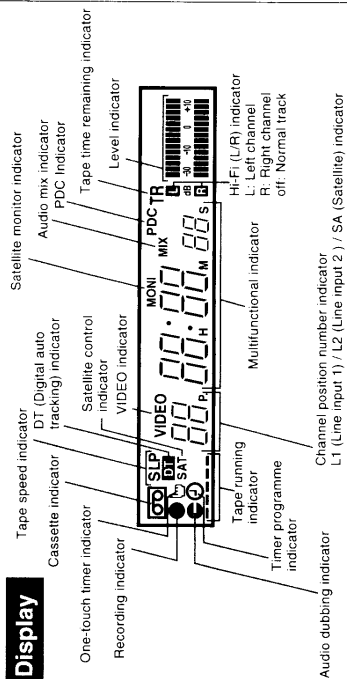 Display
Tape speed indicator
Cassette indicator
One-touch timer indicator
Recording indicator
DT (Digital auto
tracking) indicator
Satellite control
indicator
VIDEO indicator
Satellite monitor indicator
Audio mix indicator
PDC Indicator
Tape time remaining indicator
Level indicator
SLP
DT
SAT
VIDEO
MONI
MIX
PDC
TR
P
H
M
S
L
dB
R
-30 -10 0 +10
Hi-Fi (L/R) indicator
L: Left channel
R: Right channel
off: Normal track
Multifunctional indicator
Channel position number indicator
L1 (Line input 1) / L2 (Line input 2 ) / SA (Satellite) indicator
Tape running
indicator
Timer programme
indicator
Audio dubbing indicator